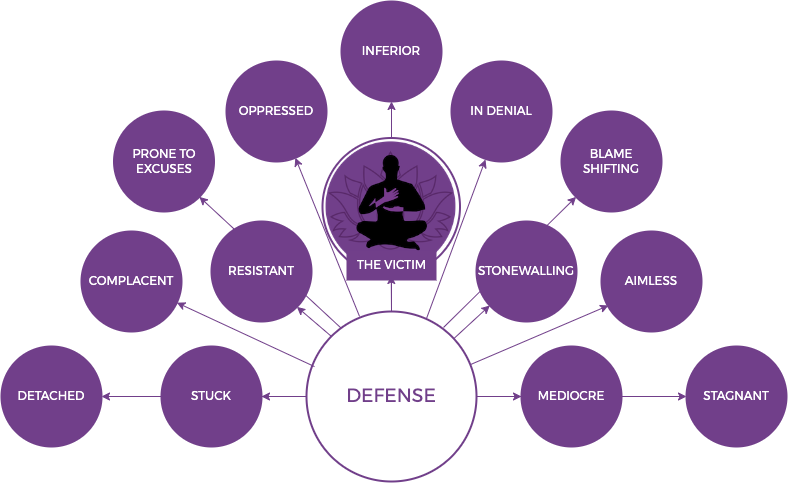 INFERIOR
OPPRESSED
IN DENIAL
PRONE TO
EXCUSES
BLAME
SHIFTING
THE VICTIM
RESISTANT
STONEWALLING
COMPLACENT
AIMLESS
DEFENSE
DETACHED
STUCK
MEDIOCRE
STAGNANT